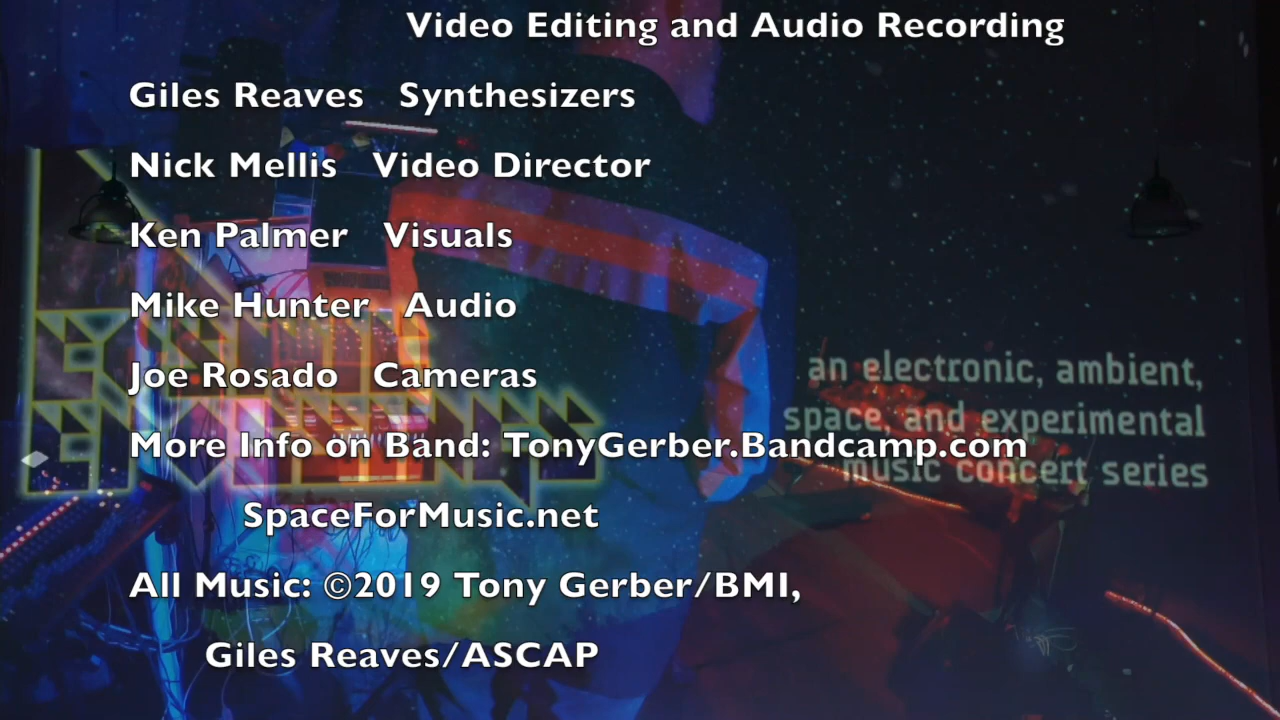 Video Editing and Audio Recording
Giles Reaves Synthesizers
Nick Mellis Video Director
Ken Palmer Visuals
Mike Hunter Audio
Joe Rosado Cameras
More Info on Band: TonyGerber.Bandcamp.com
SpaceForMusic.net
All Music: ©2019 Tony Gerber/BMI,
Giles Reaves/ASCAP
an electronic, ambient,
space, and experimental
music concert series